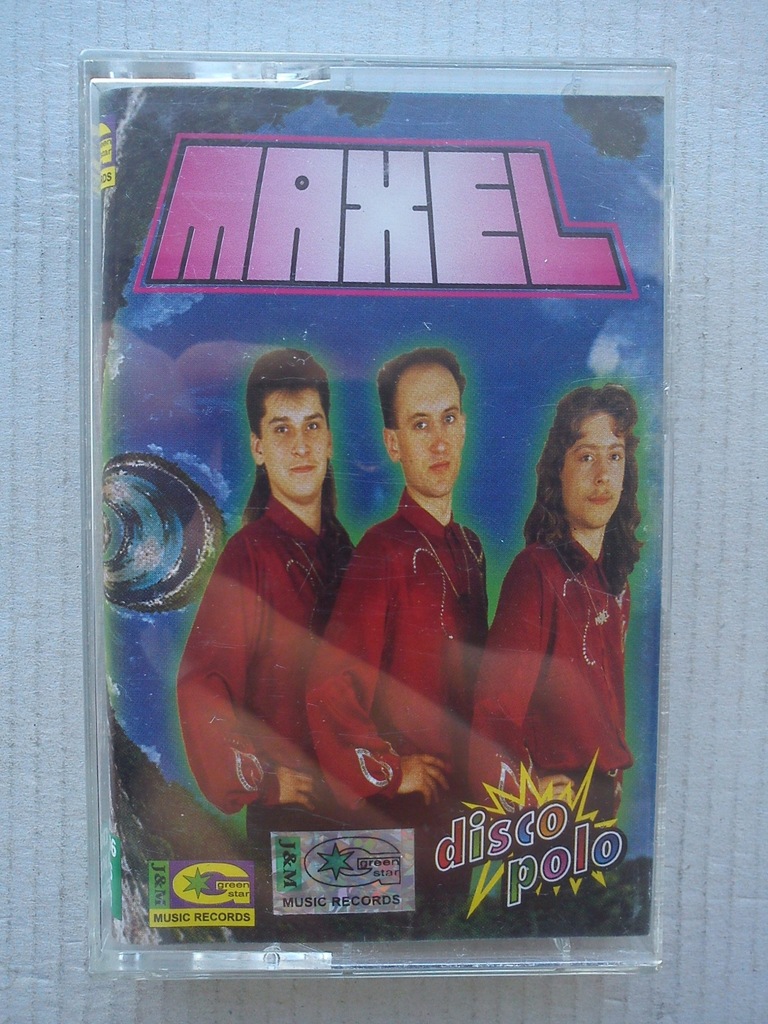 MAXEL
disco
polo
J&M
green
star
MUSIC RECORDS
J&M
green
star
MUSIC RECORDS